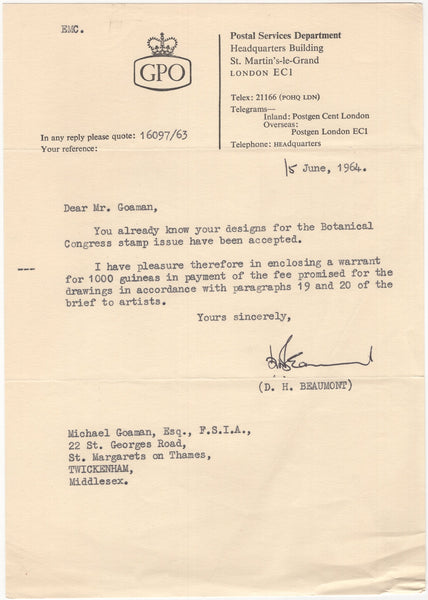 EMC.
GPO
Postal Services Department
Headquarters Building
St. Martin's-le-Grand
LONDON EC1
Telex: 21166 (POHQ LDN)
Telegrams—
Inland: Postgen Cent London
Overseas:
Postgen London EC1
Telephone: HEAdquarters
In any reply please quote: 16097/63
Your reference:
15 June, 1964.
Dear Mr. Goaman,
You already know your designs for the Botanical
Congress stamp issue have been accepted.
I have pleasure therefore in enclosing a warrant
for 1000 guineas in payment of the fee promised for the
drawings in accordance with paragraphs 19 and 20 of the
brief to artists.
Yours sincerely,
D.H.Beaumont
(D. H. BEAUMONT)
Michael Goaman, Esq., F.S.I.A.,
22 St. Georges Road,
St. Margarets on Thames,
TWICKENHAM,
Middlesex.